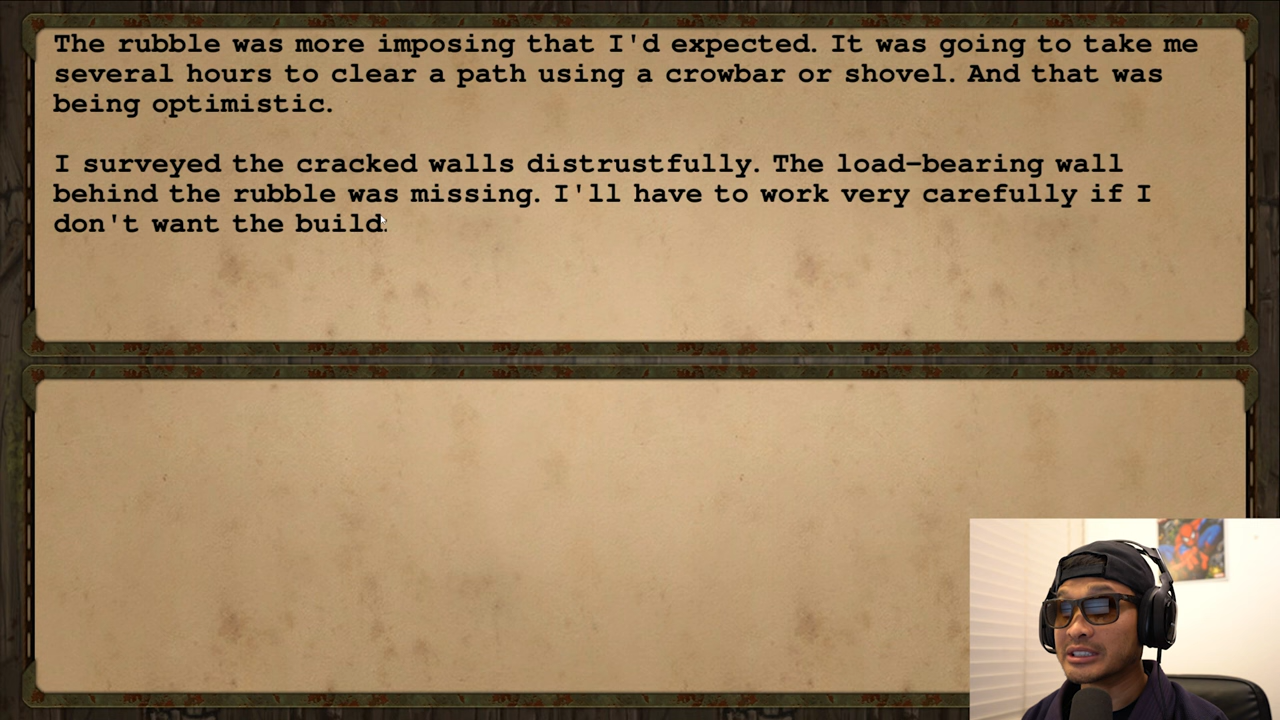 The rubble was more imposing that I'd expected. It was going to take me
several hours to clear a path using a crowbar or shovel. And that was
being optimistic.
I surveyed the cracked walls distrustfully. The load-bearing wall
behind the rubble was missing. I'll have to work very carefully if I
don't want the build